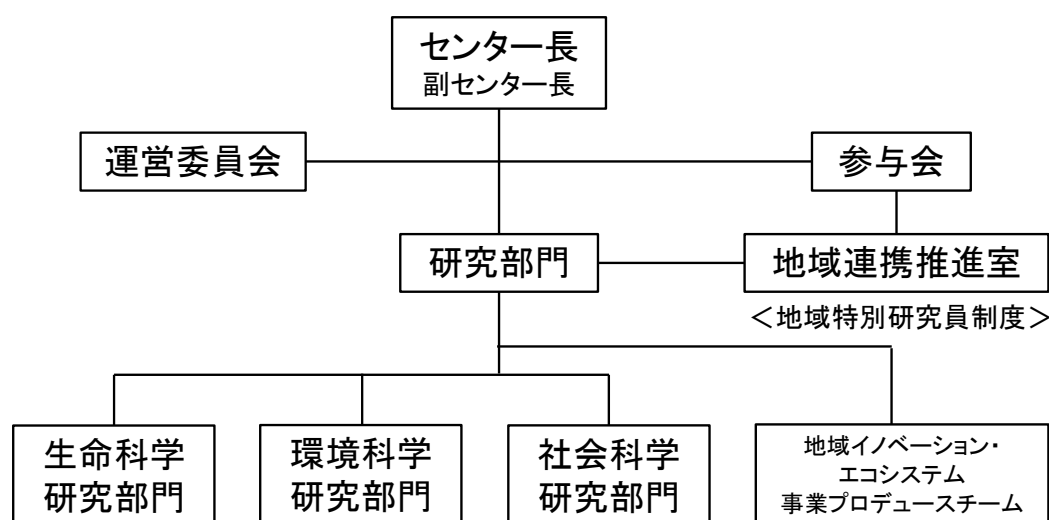 センター長
副センター長
運営委員会
参与会
研究部門
地域連携推進室
＜地域特別研究員制度＞
生命科学
研究部門
環境科学
研究部門
社会科学
研究部門
地域イノベーション・
エコシステム
事業プロデュースチーム